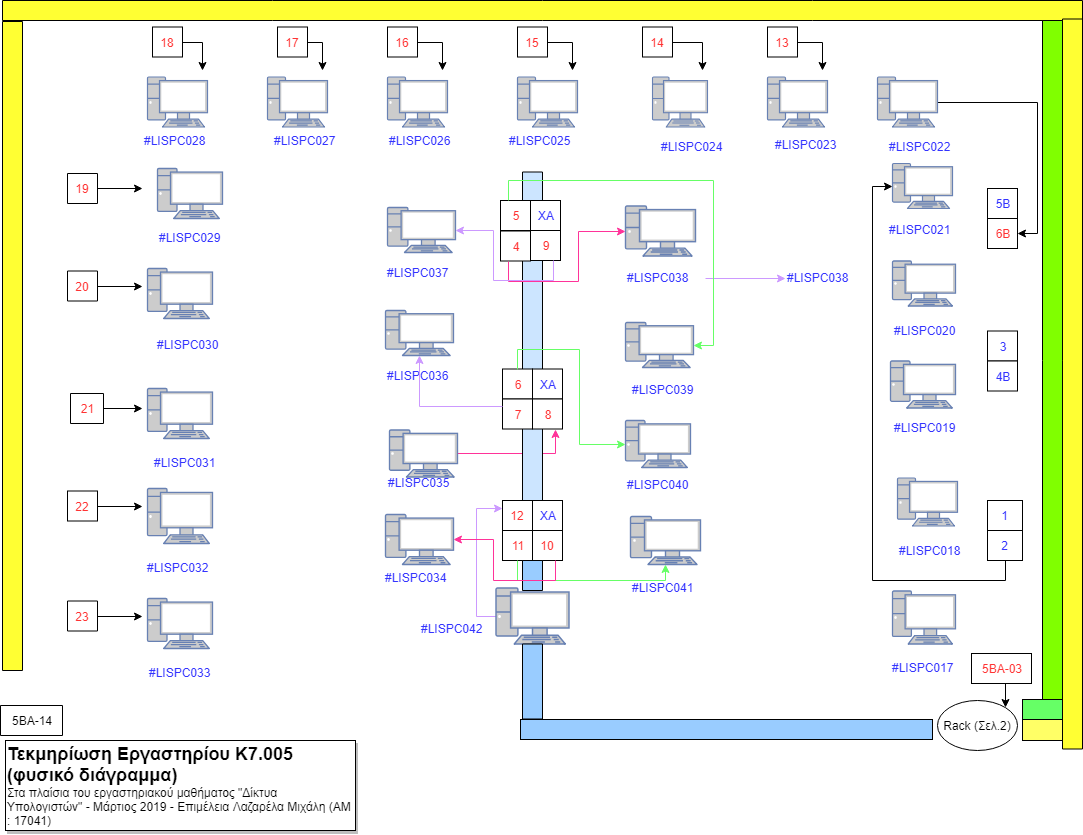 18
17
16
15
14
13
#LISPC028
#LISPC027
#LISPC026
#LISPC025
#LISPC024
#LISPC023
#LISPC022
19
#LISPC029
5 XA
4 9
#LISPC037
#LISPC038
#LISPC038
#LISPC021
5B
6B
20
#LISPC030
#LISPC036
#LISPC039
#LISPC020
3
4B
6 XA
7 8
21
#LISPC031
#LISPC035
#LISPC040
#LISPC019
22
#LISPC032
12 XA
11 10
#LISPC034
#LISPC041
#LISPC018
1
2
23
#LISPC033
#LISPC042
#LISPC017
5BA-03
5BA-14
Rack (Σελ.2)
Τεκμηρίωση Εργαστηρίου Κ7.005
(φυσικό διάγραμμα)
Στα πλαίσια του εργαστηριακού μαθήματος "Δίκτυα
Υπολογιστών" - Μάρτιος 2019 - Επιμέλεια Λαζαρέλα Μιχάλη (ΑΜ
: 17041)